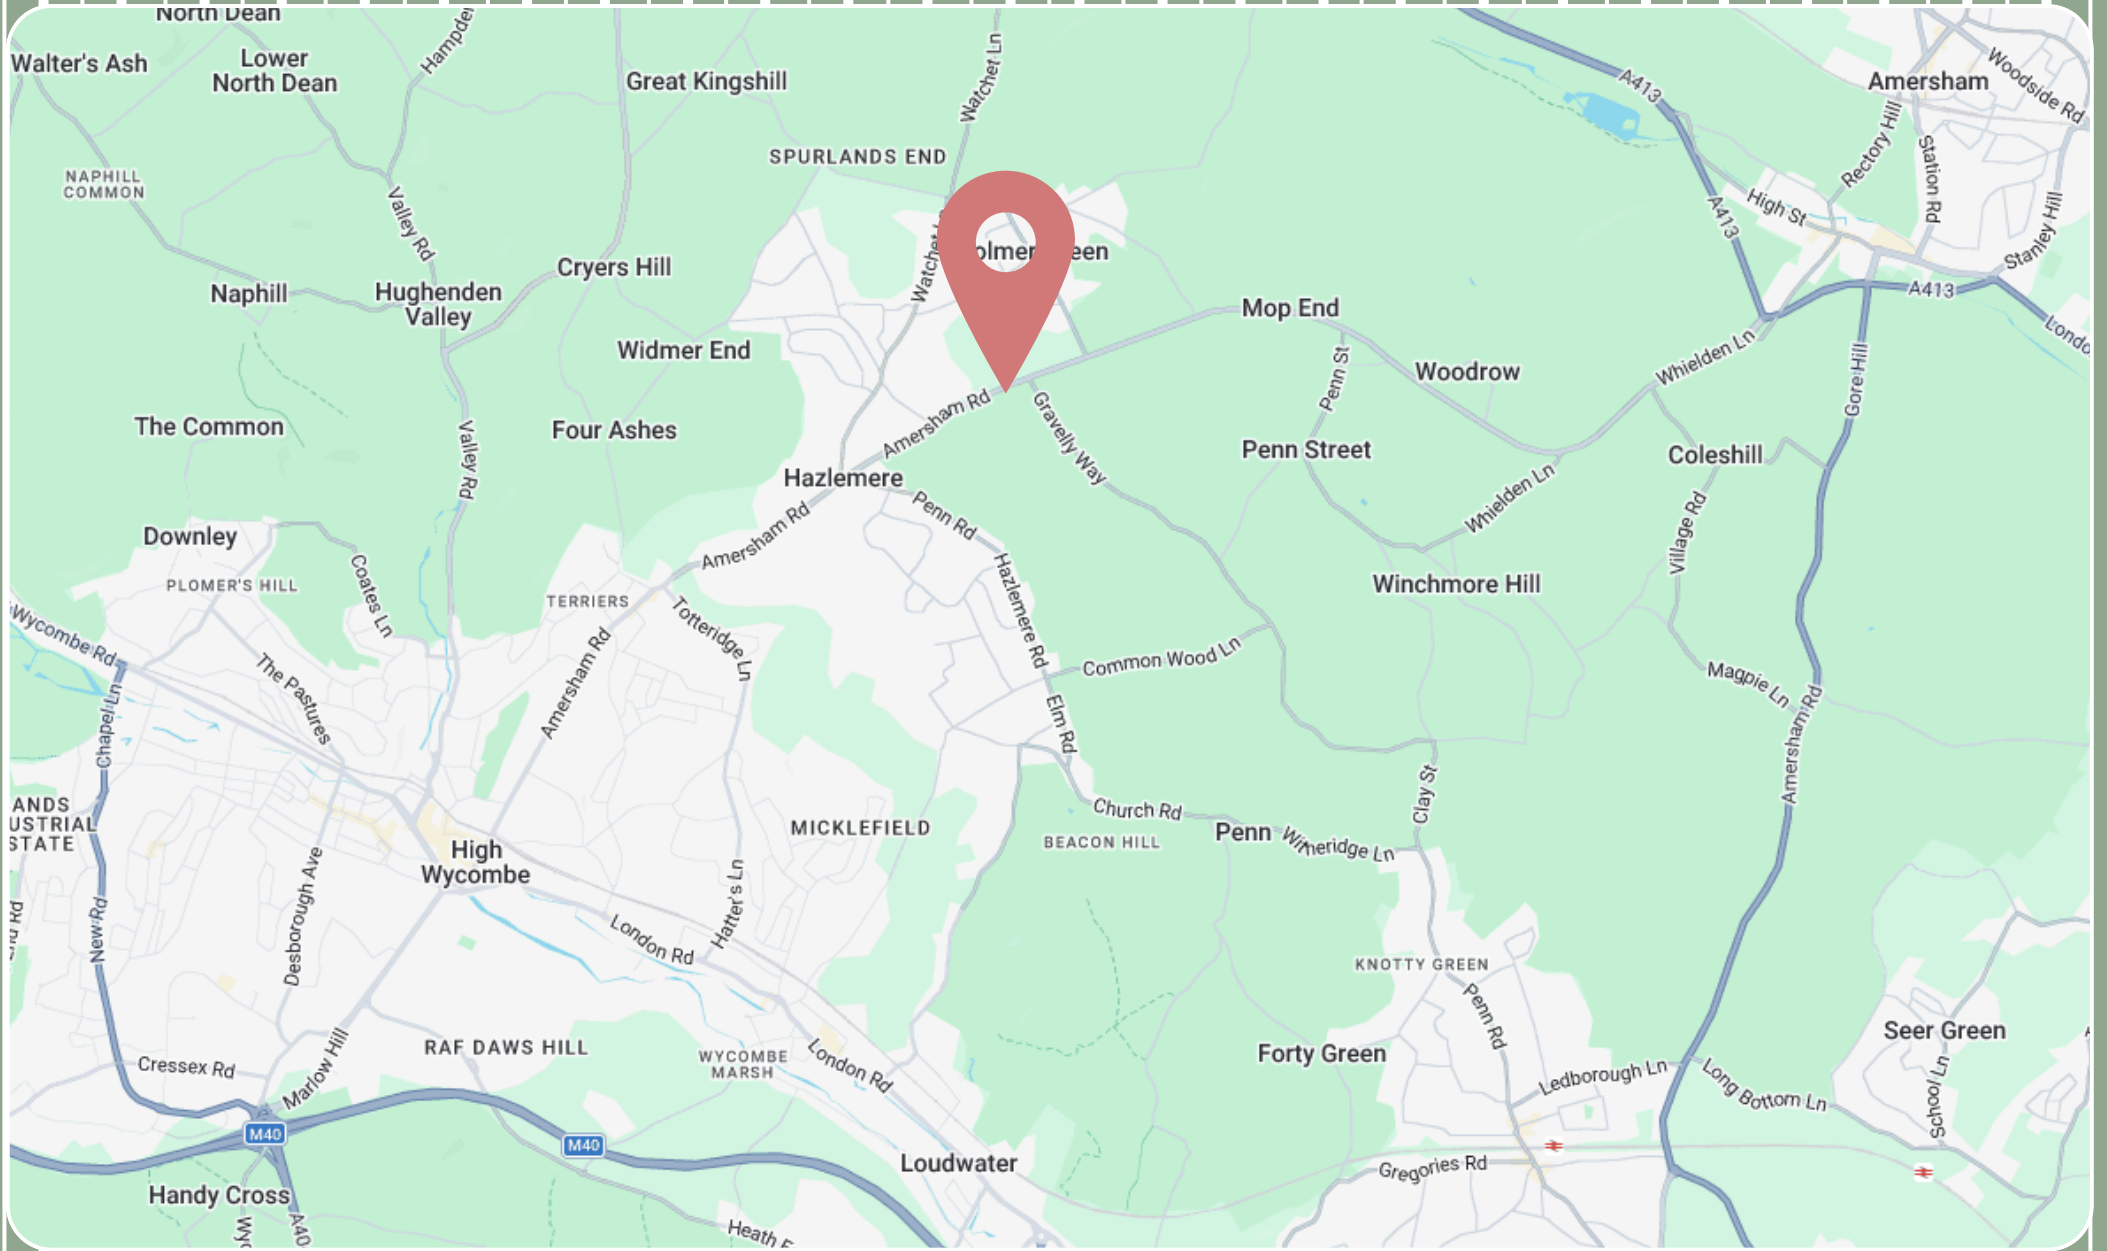 North Dean
Walter's Ash
Lower
North Dean
Great Kingshill
Watchet Ln
A413
Amersham
Woodside Rd
SPURLANDS END
NAPHILL
COMMON
Valley Rd
Rectory Hill
Station Rd
High St
A413
Stanley Hill
Cryers Hill
Naphill
Hughenden
Valley
A413
Mop End
Widmer End
Penn St
Woodrow
Whielden Ln
Gore Hill
The Common
Four Ashes
Amersham Rd
Gravelly Way
Penn Street
Coleshill
Valley Rd
Hazlemere
Penn Rd
Whielden Ln
Village Rd
Downley
Amersham Rd
Coates Ln
PLOMER'S HILL
TERRIERS
Totteridge Ln
Hazlemere Rd
Winchmore Hill
Wycombe Rd
The Pastures
Amersham Rd
Common Wood Ln
Magpie Ln
Chapel Ln
Elm Rd
Amersham Rd
Clay St
Church Rd
MICKLEFIELD
BEACON HILL
Penn
Witheridge Ln
High
Wycombe
Desborough Ave
Hatter's Ln
New Rd
London Rd
KNOTTY GREEN
Penn Rd
Seer Green
RAF DAWS HILL
WYCOMBE
MARSH
London Rd
Forty Green
Cressex Rd
Marlow Hill
Ledborough Ln
Long Bottom Ln
School Ln
M40
M40
Loudwater
Gregories Rd
Handy Cross